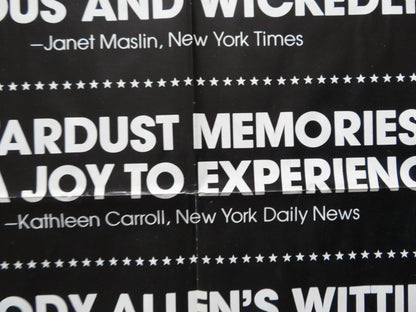 OUS AND WICKEDL
–Janet Maslin, New York Times
ARDUST MEMORIES
A JOY TO EXPERIENC
–Kathleen Carroll, New York Daily News
ODY ALLEN'S WITTI